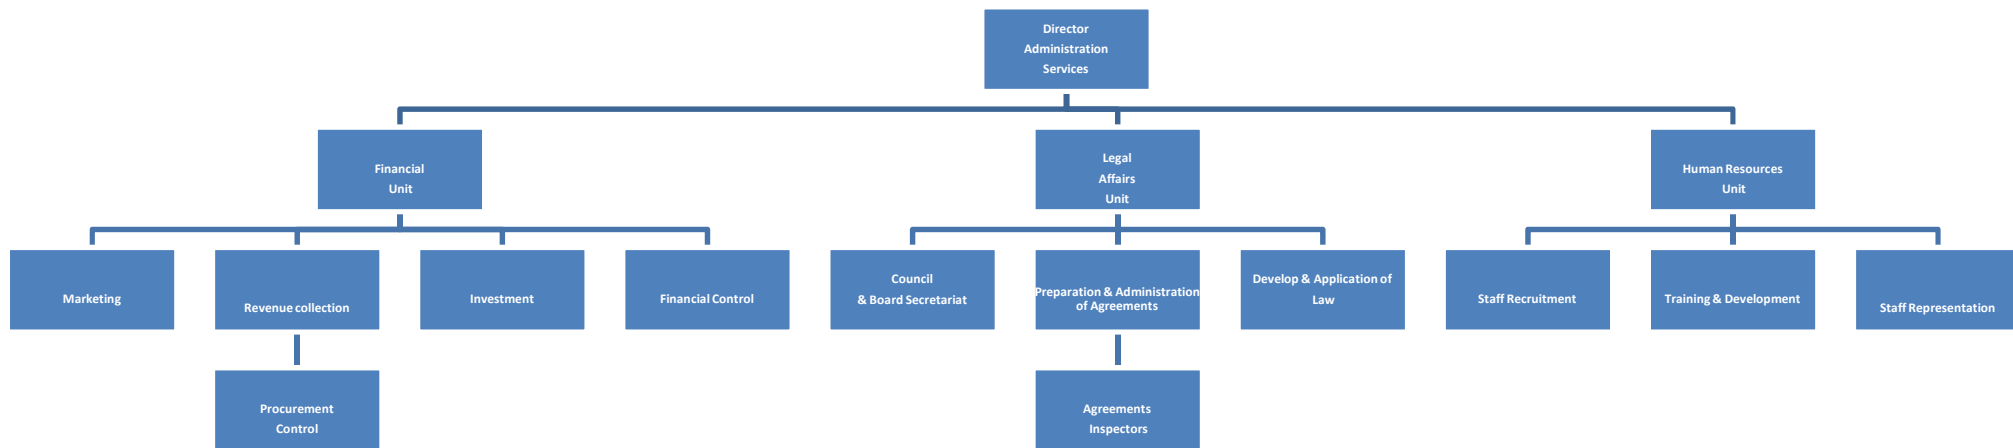 Director
Administration
Services
Financial
Unit
Legal
Affairs
Unit
Human Resources
Unit
Marketing
Revenue collection
Investment
Financial Control
Council
& Board Secretariat
Preparation & Administration
of Agreements
Develop & Application of
Law
Staff Recruitment
Training & Development
Staff Representation
Procurement
Control
Agreements
Inspectors